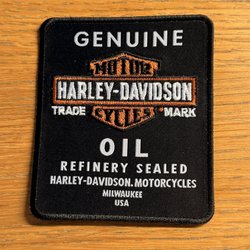 GENUINE
MOTOR
HARLEY-DAVIDSON
TRADE MARK
CYCLES
OIL
REFINERY SEALED
HARLEY-DAVIDSON.MOTORCYCLES
MILWAUKEE
USA